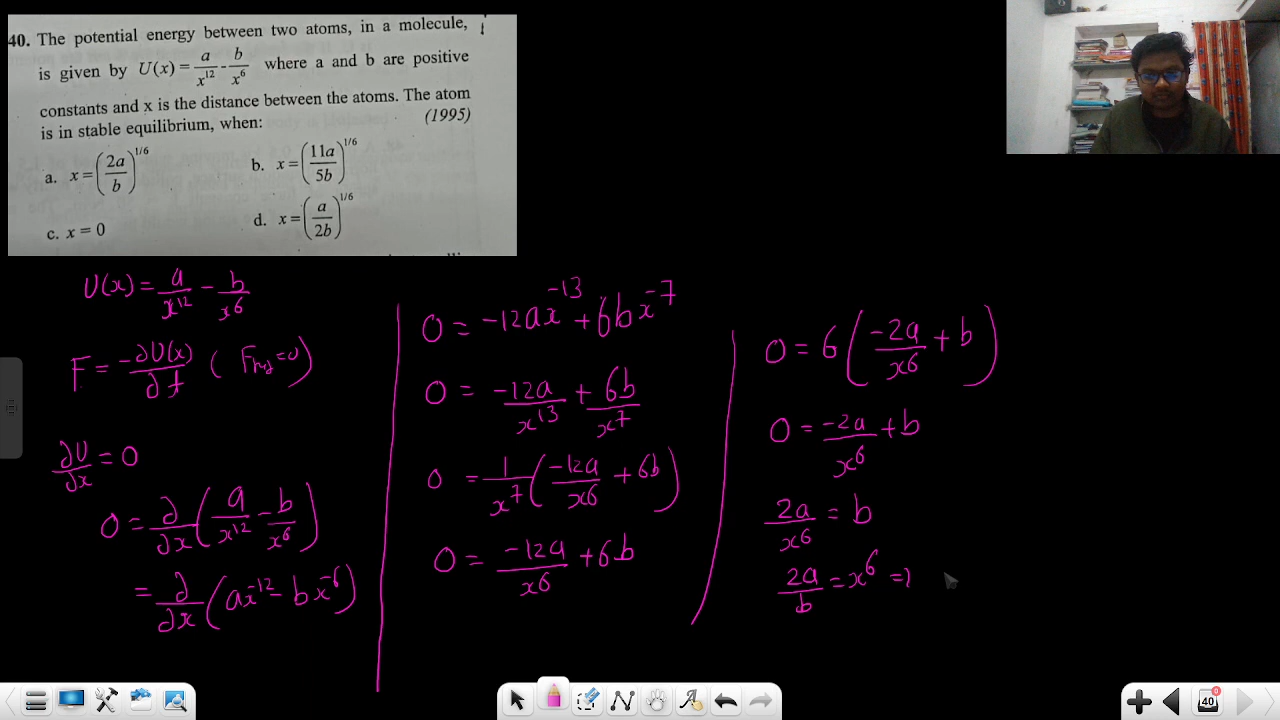 40. The potential energy between two atoms, in a molecule,
is given by U(x) = a/x¹² - b/x⁶ where a and b are positive
constants and x is the distance between the atoms. The atom
is in stable equilibrium, when: (1995)
a. x = (2a/b)^1/6 b. x = (11a/5b)^1/6
c. x = 0 d. x = (a/2b)^1/6
U(x) = a/x¹² - b/x⁶
F = -∂U(x)/∂
∂U/∂x = 0
0 = ∂/∂x (a/x¹² - b/x⁶)
= ∂/∂x (ax⁻¹² - bx⁻⁶)
0 = -12ax⁻¹³ + 6bx⁻⁷
0 = -12a/x¹³ + 6b/x⁷
0 = 1/x⁷ (-12a/x⁶ + 6b)
0 = -12a/x⁶ + 6b
0 = 6 (-2a/x⁶ + b)
0 = -2a/x⁶ + b
2a/x⁶ = b
2a/b = x⁶ =
40
0